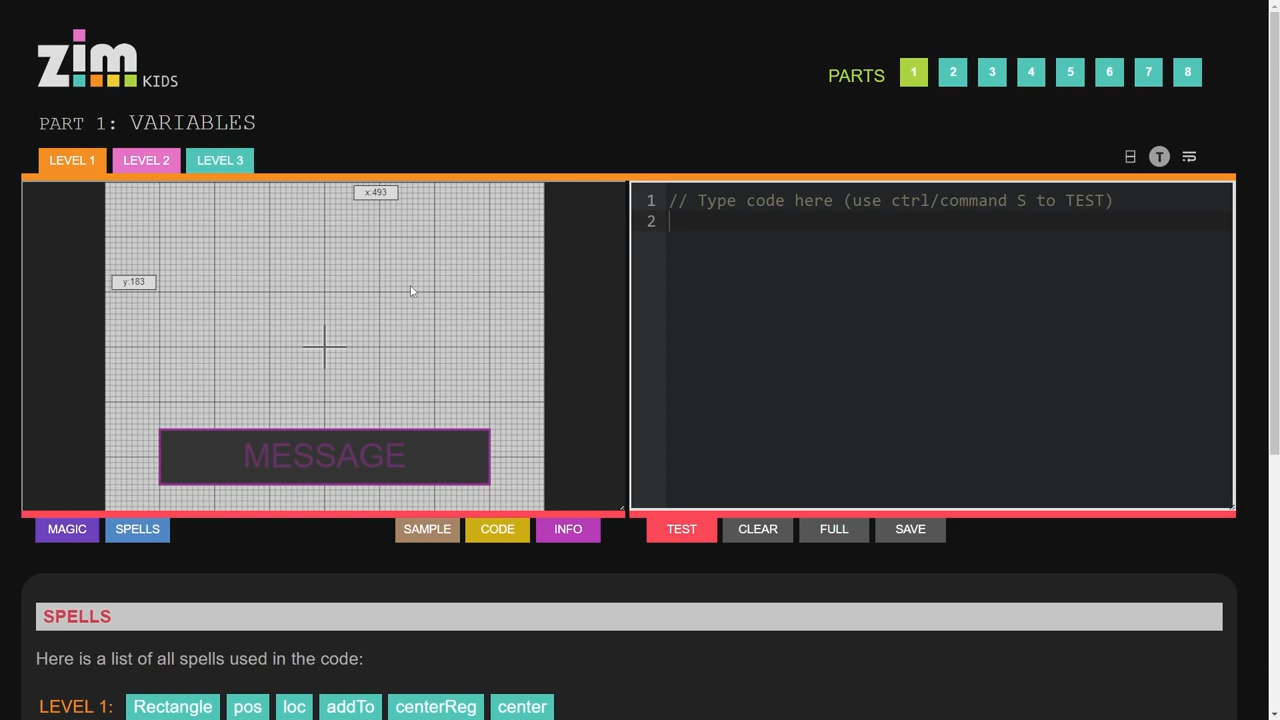 zim KIDS
PARTS 1 2 3 4 5 6 7 8
PART 1: VARIABLES
LEVEL 1 LEVEL 2 LEVEL 3
T
x:493
y:183
MESSAGE
1 // Type code here (use ctrl/command S to TEST)
2
MAGIC SPELLS SAMPLE CODE INFO TEST CLEAR FULL SAVE
SPELLS
Here is a list of all spells used in the code:
LEVEL 1: Rectangle pos loc addTo centerReg center